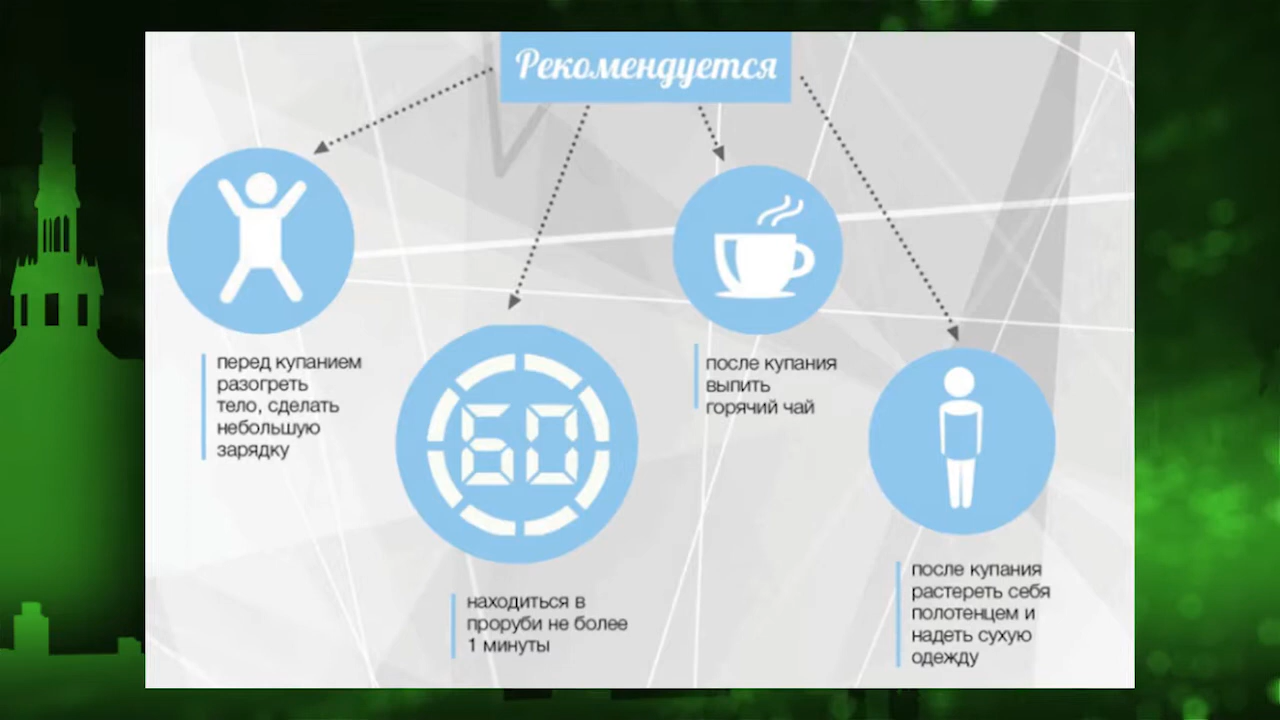 Рекомендуется
перед купанием
разогреть
тело, сделать
небольшую
зарядку
60
находиться в
проруби не более
1 минуты
после купания
выпить
горячий чай
после купания
растереть себя
полотенцем и
надеть сухую
одежду